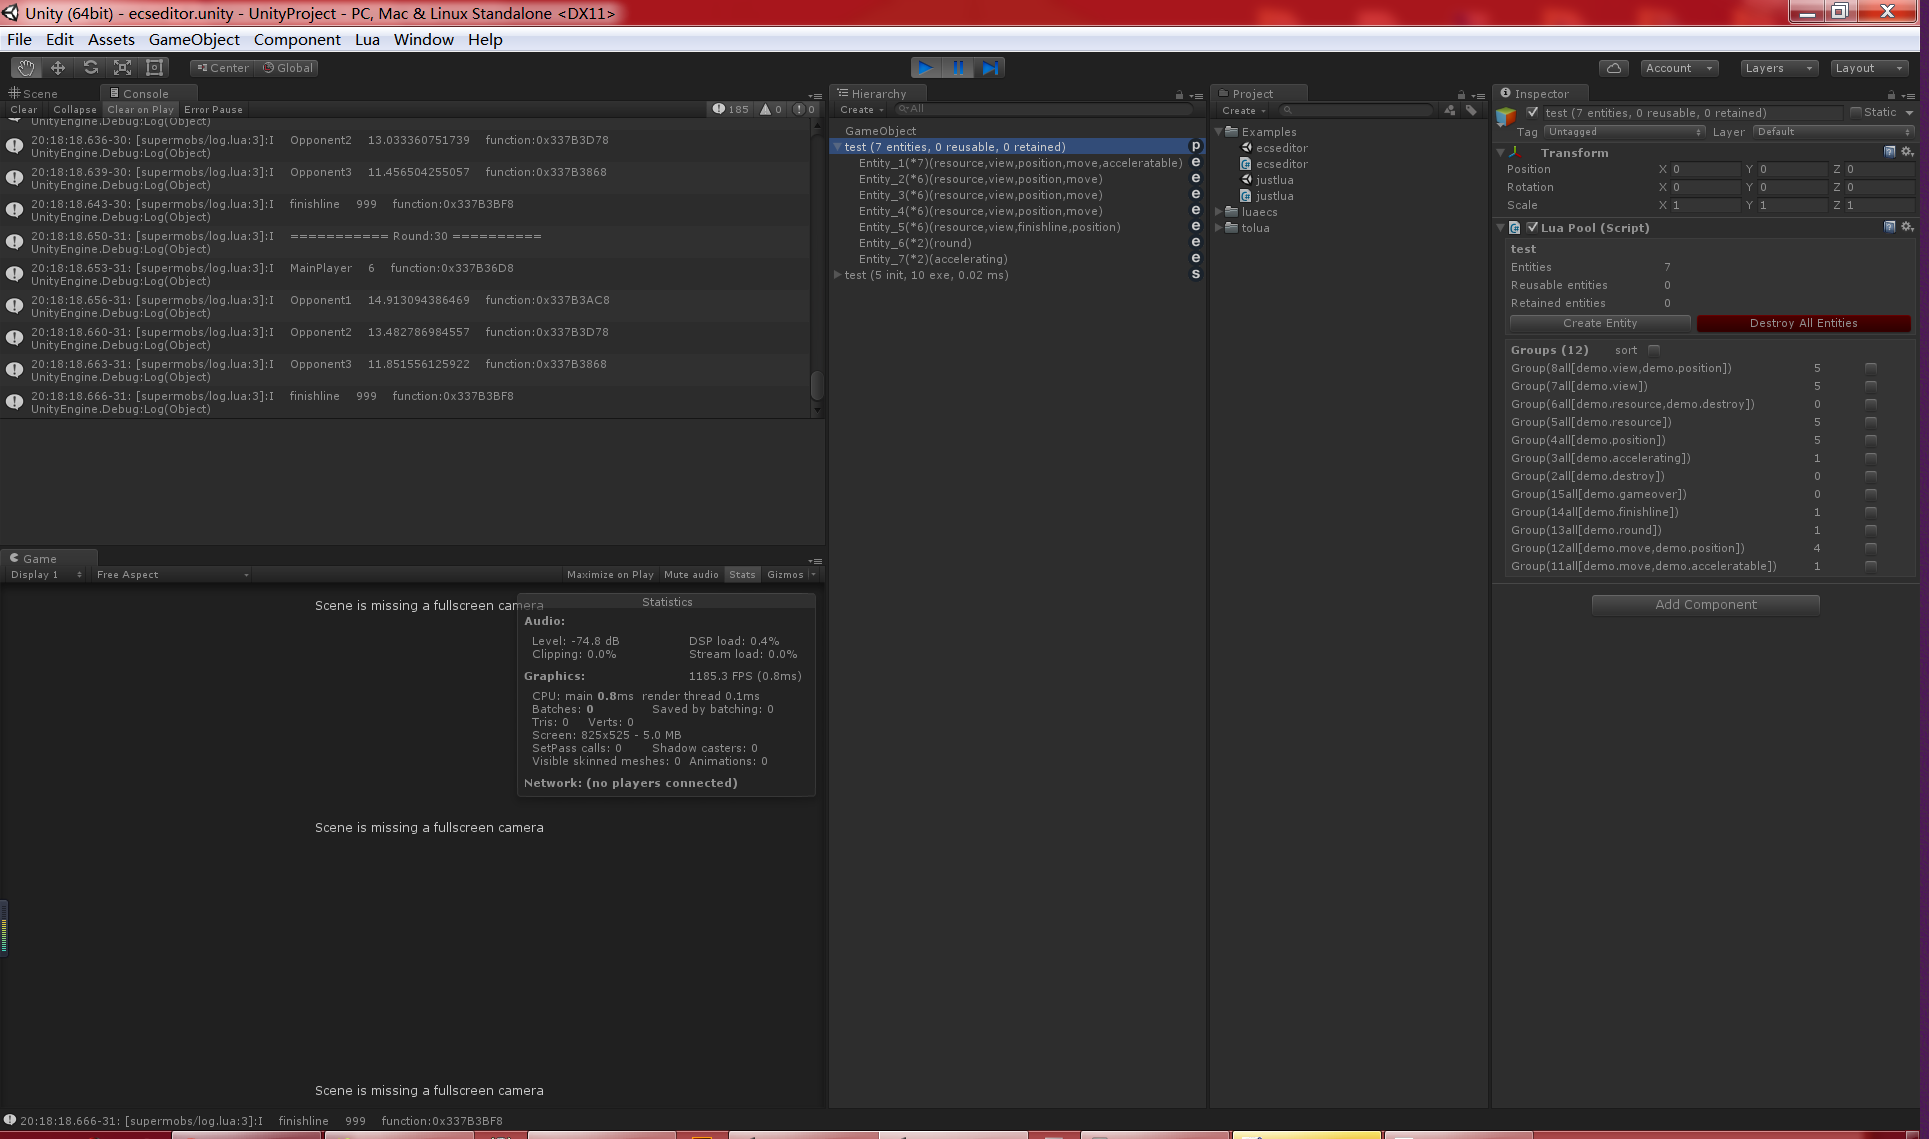 Unity (64bit) - ecseditor.unity - UnityProject - PC, Mac & Linux Standalone <DX11>
File Edit Assets GameObject Component Lua Window Help
Center Global
Account Layers Layout
Scene Console
Clear Collapse Clear on Play Error Pause 185 0 0
UnityEngine.Debug:Log(Object)
20:18:18.636-30: [supermobs/log.lua:3]:I Opponent2 13.033360751739 function:0x337B3D78
UnityEngine.Debug:Log(Object)
20:18:18.639-30: [supermobs/log.lua:3]:I Opponent3 11.456504255057 function:0x337B3868
UnityEngine.Debug:Log(Object)
20:18:18.643-30: [supermobs/log.lua:3]:I finishline 999 function:0x337B3BF8
UnityEngine.Debug:Log(Object)
20:18:18.650-31: [supermobs/log.lua:3]:I =========== Round:30 ==========
UnityEngine.Debug:Log(Object)
20:18:18.653-31: [supermobs/log.lua:3]:I MainPlayer 6 function:0x337B36D8
UnityEngine.Debug:Log(Object)
20:18:18.656-31: [supermobs/log.lua:3]:I Opponent1 14.913094386469 function:0x337B3AC8
UnityEngine.Debug:Log(Object)
20:18:18.660-31: [supermobs/log.lua:3]:I Opponent2 13.482786984557 function:0x337B3D78
UnityEngine.Debug:Log(Object)
20:18:18.663-31: [supermobs/log.lua:3]:I Opponent3 11.851556125922 function:0x337B3868
UnityEngine.Debug:Log(Object)
20:18:18.666-31: [supermobs/log.lua:3]:I finishline 999 function:0x337B3BF8
UnityEngine.Debug:Log(Object)
Game
Display 1 Free Aspect Maximize on Play Mute audio Stats Gizmos
Scene is missing a fullscreen camera
Statistics
Audio:
Level: -74.8 dB DSP load: 0.4%
Clipping: 0.0% Stream load: 0.0%
Graphics: 1185.3 FPS (0.8ms)
CPU: main 0.8ms render thread 0.1ms
Batches: 0 Saved by batching: 0
Tris: 0 Verts: 0
Screen: 825x525 - 5.0 MB
SetPass calls: 0 Shadow casters: 0
Visible skinned meshes: 0 Animations: 0
Network: (no players connected)
Scene is missing a fullscreen camera
Scene is missing a fullscreen camera
20:18:18.666-31: [supermobs/log.lua:3]:I finishline 999 function:0x337B3BF8
Hierarchy
Create All
GameObject
test (7 entities, 0 reusable, 0 retained) p
Entity_1(*7)(resource,view,position,move,acceleratable) e
Entity_2(*6)(resource,view,position,move) e
Entity_3(*6)(resource,view,position,move) e
Entity_4(*6)(resource,view,position,move) e
Entity_5(*6)(resource,view,finishline,position) e
Entity_6(*2)(round) e
Entity_7(*2)(accelerating) e
test (5 init, 10 exe, 0.02 ms) s
Project
Create
Examples
ecseditor
ecseditor
justlua
justlua
luaecs
tolua
Inspector
test (7 entities, 0 reusable, 0 retained) Static
Tag Untagged Layer Default
Transform
Position X 0 Y 0 Z 0
Rotation X 0 Y 0 Z 0
Scale X 1 Y 1 Z 1
Lua Pool (Script)
test
Entities 7
Reusable entities 0
Retained entities 0
Create Entity Destroy All Entities
Groups (12) sort
Group(8all[demo.view,demo.position]) 5
Group(7all[demo.view]) 5
Group(6all[demo.resource,demo.destroy]) 0
Group(5all[demo.resource]) 5
Group(4all[demo.position]) 5
Group(3all[demo.accelerating]) 1
Group(2all[demo.destroy]) 0
Group(15all[demo.gameover]) 0
Group(14all[demo.finishline]) 1
Group(13all[demo.round]) 1
Group(12all[demo.move,demo.position]) 4
Group(11all[demo.move,demo.acceleratable]) 1
Add Component